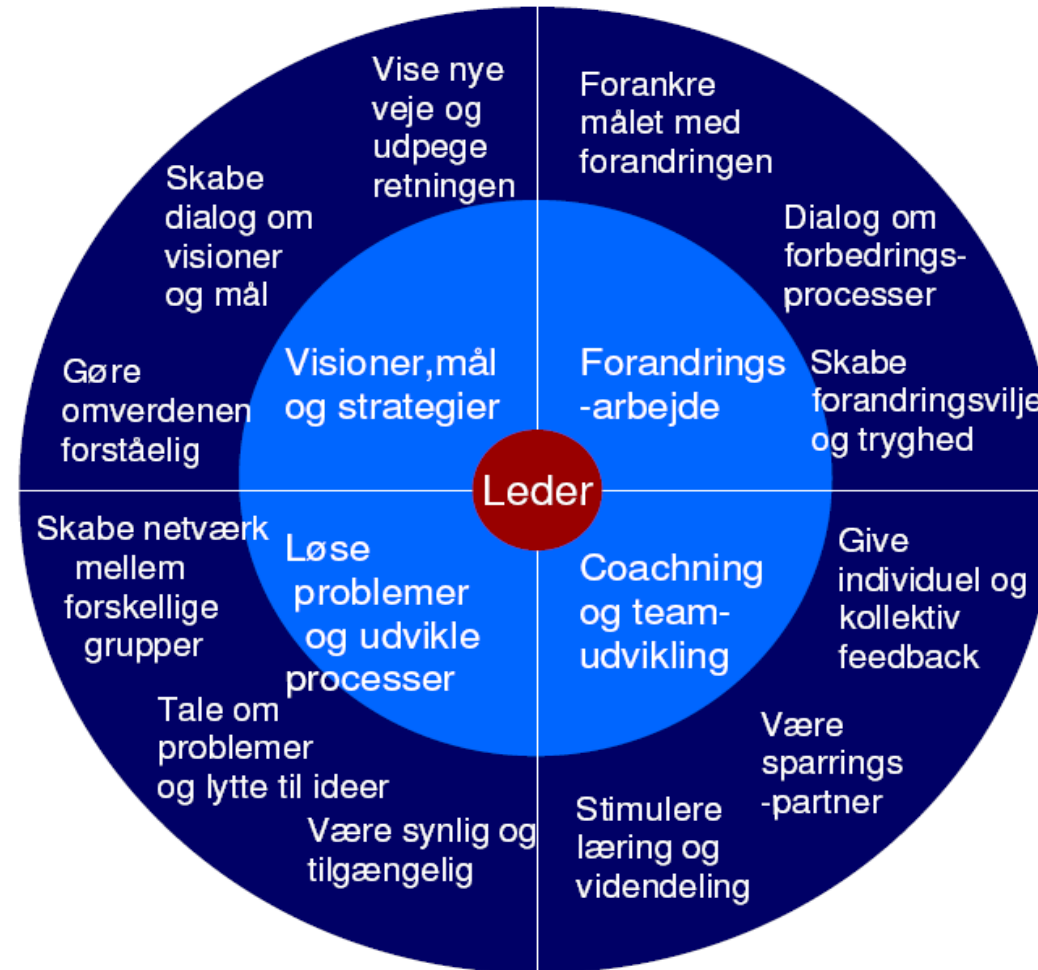 Vise nye
veje og
udpege
retningen
Forankre
målet med
forandringen
Skabe
dialog om
visioner
og mål
Dialog om
forbedrings-
processer
Gøre
omverdenen
forståelig
Visioner,mål
og strategier
Forandrings
-arbejde
Skabe
forandringsvilje
og tryghed
Leder
Skabe netværk
mellem
forskellige
grupper
Løse
problemer
og udvikle
processer
Coachning
og team-
udvikling
Give
individuel og
kollektiv
feedback
Tale om
problemer
og lytte til ideer
Være
sparrings
-partner
Være synlig og
tilgængelig
Stimulere
læring og
videndeling